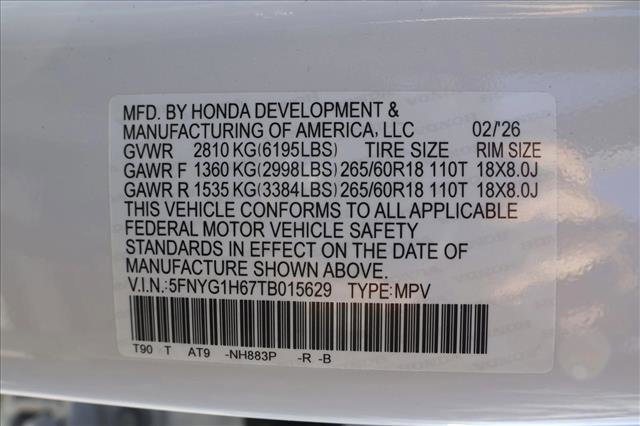 MFD. BY HONDA DEVELOPMENT &
MANUFACTURING OF AMERICA, LLC 02/'26
GVWR 2810 KG(6195LBS) TIRE SIZE RIM SIZE
GAWR F 1360 KG(2998LBS) 265/60R18 110T 18X8.0J
GAWR R 1535 KG(3384LBS) 265/60R18 110T 18X8.0J
THIS VEHICLE CONFORMS TO ALL APPLICABLE
FEDERAL MOTOR VEHICLE SAFETY
STANDARDS IN EFFECT ON THE DATE OF
MANUFACTURE SHOWN ABOVE.
V.I.N.:5FNYG1H67TB015629 TYPE:MPV
T90 T AT9 -NH883P -R -B